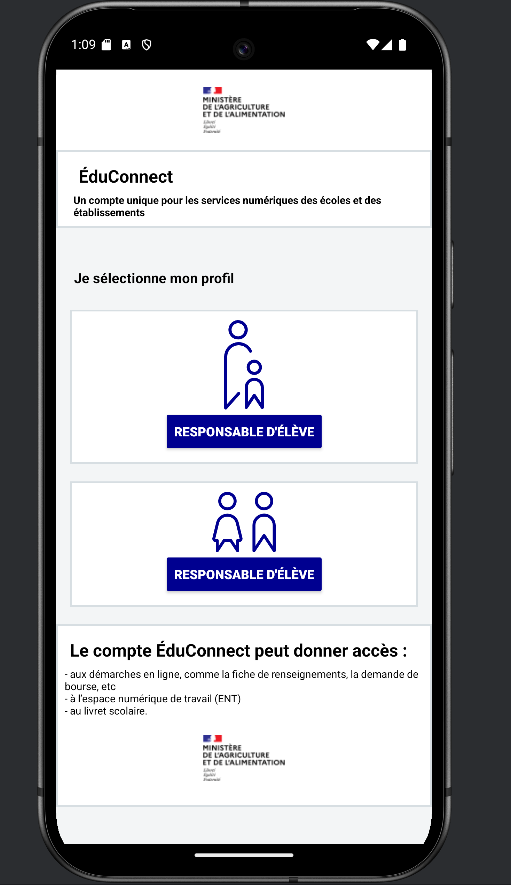 1:09
MINISTÈRE
DE L'AGRICULTURE
ET DE L'ALIMENTATION
Liberté
Égalité
Fraternité
ÉduConnect
Un compte unique pour les services numériques des écoles et des
établissements
Je sélectionne mon profil
RESPONSABLE D'ÉLÈVE
RESPONSABLE D'ÉLÈVE
Le compte ÉduConnect peut donner accès :
- aux démarches en ligne, comme la fiche de renseignements, la demande de
bourse, etc
- à l'espace numérique de travail (ENT)
- au livret scolaire.
MINISTÈRE
DE L'AGRICULTURE
ET DE L'ALIMENTATION
Liberté
Égalité
Fraternité